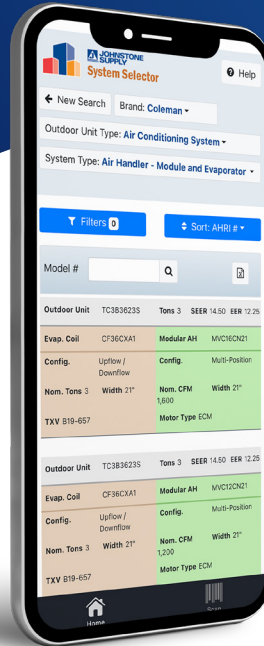 JOHNSTONE
SUPPLY
System Selector
Help
New Search Brand: Coleman
Outdoor Unit Type: Air Conditioning System
System Type: Air Handler - Module and Evaporator
Filters 0
Sort: AHRI #
Model #
Outdoor Unit TC3B3623S Tons 3 SEER 14.50 EER 12.25
Evap. Coil CF36CXA1 Modular AH MVC16CN21
Config. Upflow / Downflow Config. Multi-Position
Nom. Tons 3 Width 21" Nom. CFM 1,600 Width 21"
TXV B19-657 Motor Type ECM
Outdoor Unit TC3B3623S Tons 3 SEER 14.50 EER 12.25
Evap. Coil CF36CXA1 Modular AH MVC12CN21
Config. Upflow / Downflow Config. Multi-Position
Nom. Tons 3 Width 21" Nom. CFM 1,200 Width 21"
TXV B19-657 Motor Type ECM
Home Scan